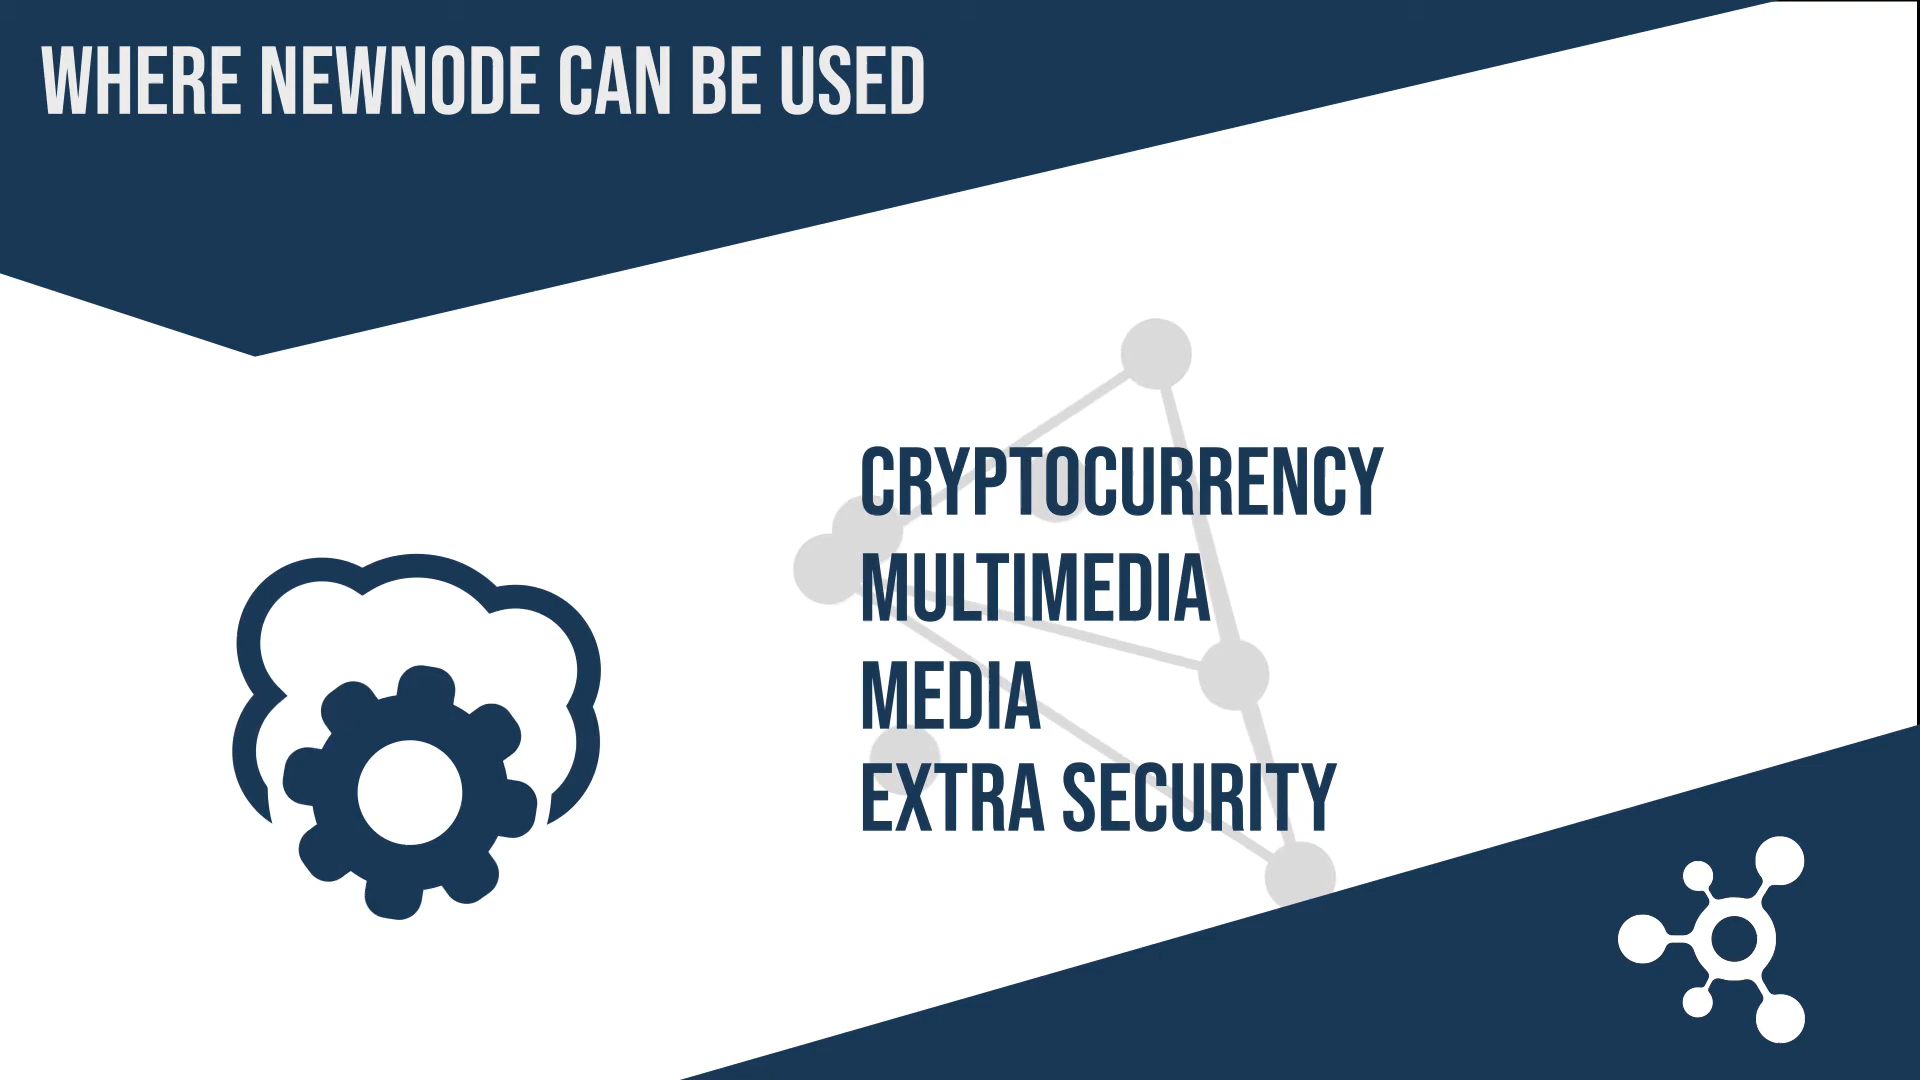 WHERE NEWNODE CAN BE USED
CRYPTOCURRENCY
MULTIMEDIA
MEDIA
EXTRA SECURITY